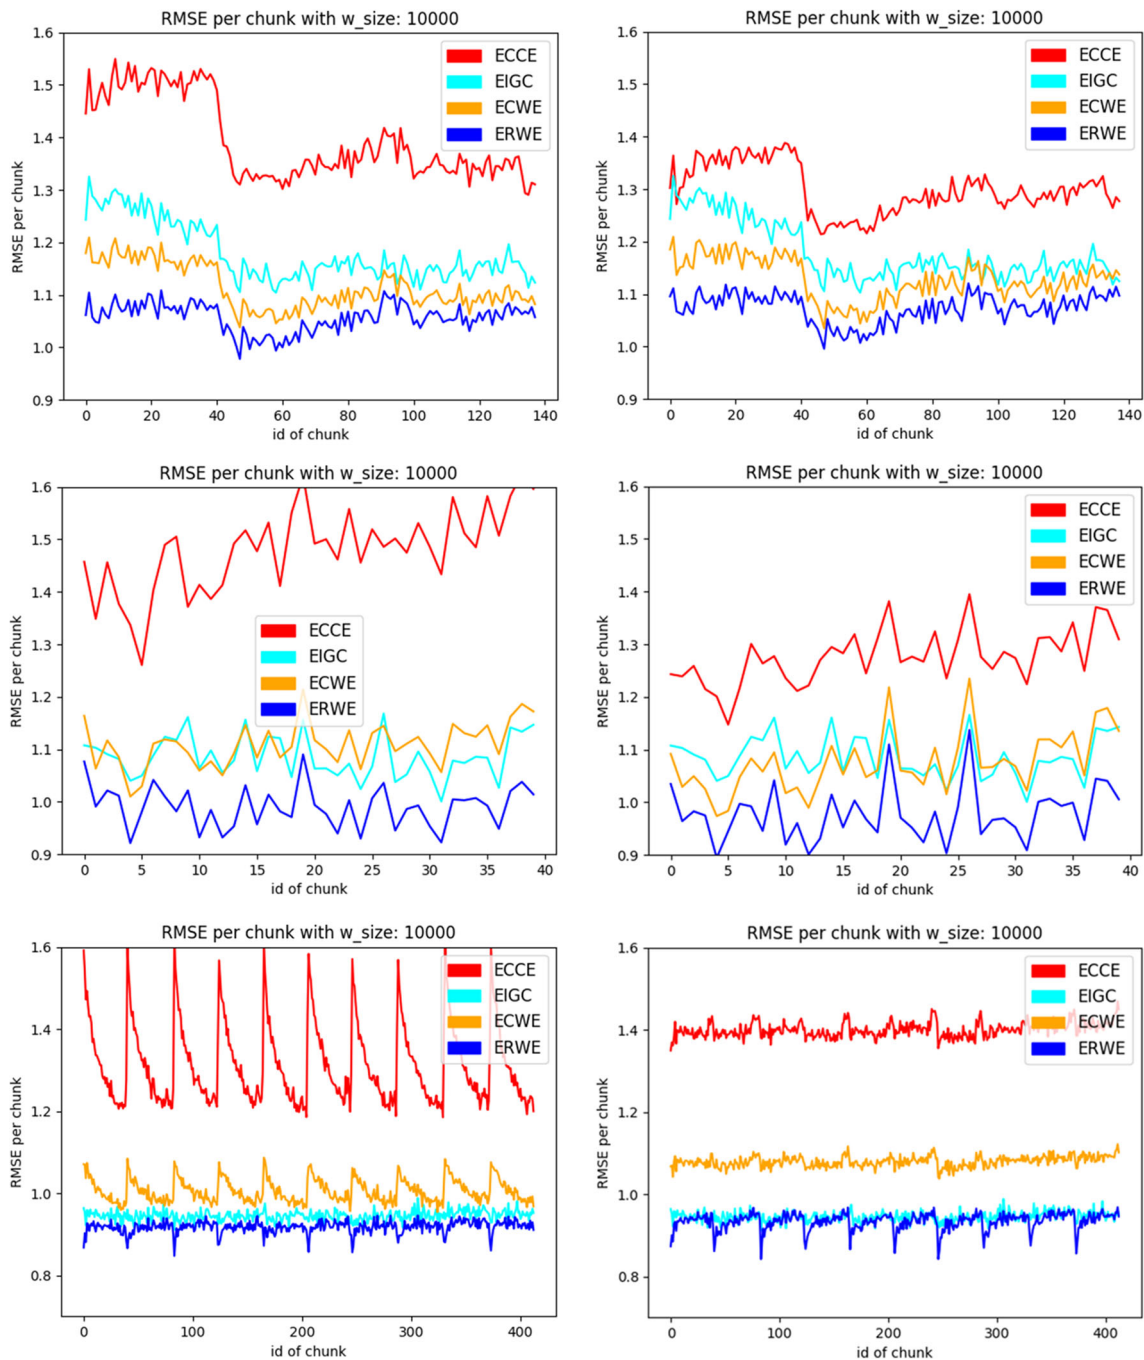 RMSE per chunk with w_size: 10000
1.6
1.5
1.4
1.3
1.2
1.1
1.0
0.9
RMSE per chunk
ECCE
EIGC
ECWE
ERWE
0 20 40 60 80 100 120 140
id of chunk
RMSE per chunk with w_size: 10000
1.6
1.5
1.4
1.3
1.2
1.1
1.0
0.9
RMSE per chunk
ECCE
EIGC
ECWE
ERWE
0 20 40 60 80 100 120 140
id of chunk
RMSE per chunk with w_size: 10000
1.6
1.5
1.4
1.3
1.2
1.1
1.0
0.9
RMSE per chunk
ECCE
EIGC
ECWE
ERWE
0 5 10 15 20 25 30 35 40
id of chunk
RMSE per chunk with w_size: 10000
1.6
1.5
1.4
1.3
1.2
1.1
1.0
0.9
RMSE per chunk
ECCE
EIGC
ECWE
ERWE
0 5 10 15 20 25 30 35 40
id of chunk
RMSE per chunk with w_size: 10000
1.6
1.4
1.2
1.0
0.8
RMSE per chunk
ECCE
EIGC
ECWE
ERWE
0 100 200 300 400
id of chunk
RMSE per chunk with w_size: 10000
1.6
1.4
1.2
1.0
0.8
RMSE per chunk
ECCE
EIGC
ECWE
ERWE
0 100 200 300 400
id of chunk